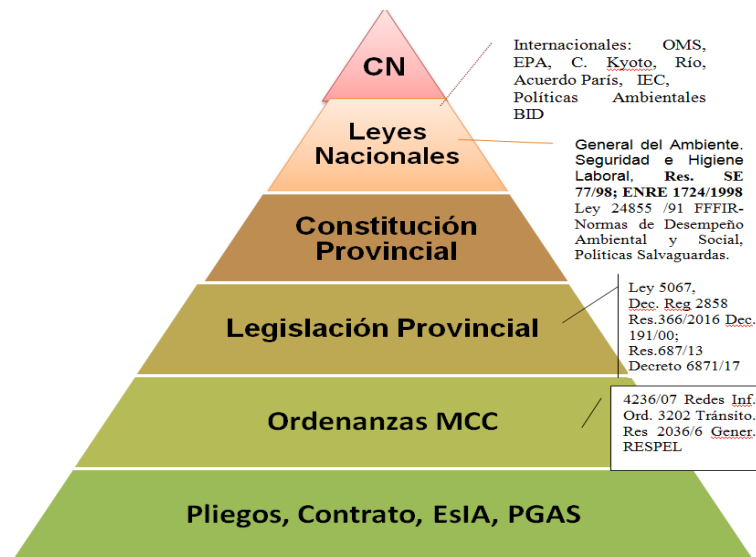 CN
Internacionales: OMS,
EPA, C. Kyoto, Río,
Acuerdo París, IEC,
Políticas Ambientales
BID
Leyes
Nacionales
General del Ambiente.
Seguridad e Higiene
Laboral, Res. SE
77/98; ENRE 1724/1998
Ley 24855 /91 FFFIR-
Normas de Desempeño
Ambiental y Social,
Políticas Salvaguardas.
Constitución
Provincial
Legislación Provincial
Ley 5067,
Dec. Reg 2858
Res.366/2016 Dec.
191/00;
Res.687/13
Decreto 6871/17
Ordenanzas MCC
4236/07 Redes Inf.
Ord. 3202 Tránsito.
Res 2036/6 Gener.
RESPEL
Pliegos, Contrato, EsIA, PGAS